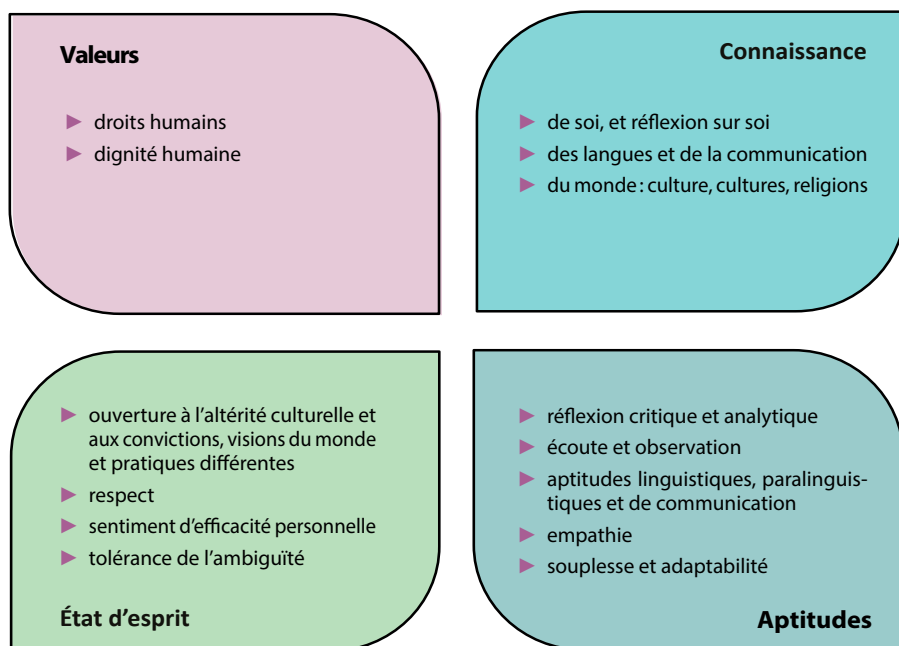 Valeurs
droits humains
dignité humaine
Connaissance
de soi, et réflexion sur soi
des langues et de la communication
du monde : culture, cultures, religions
ouverture à l’altérité culturelle et
aux convictions, visions du monde
et pratiques différentes
respect
sentiment d’efficacité personnelle
tolérance de l’ambiguïté
État d’esprit
réflexion critique et analytique
écoute et observation
aptitudes linguistiques, paralinguis-
tiques et de communication
empathie
souplesse et adaptabilité
Aptitudes